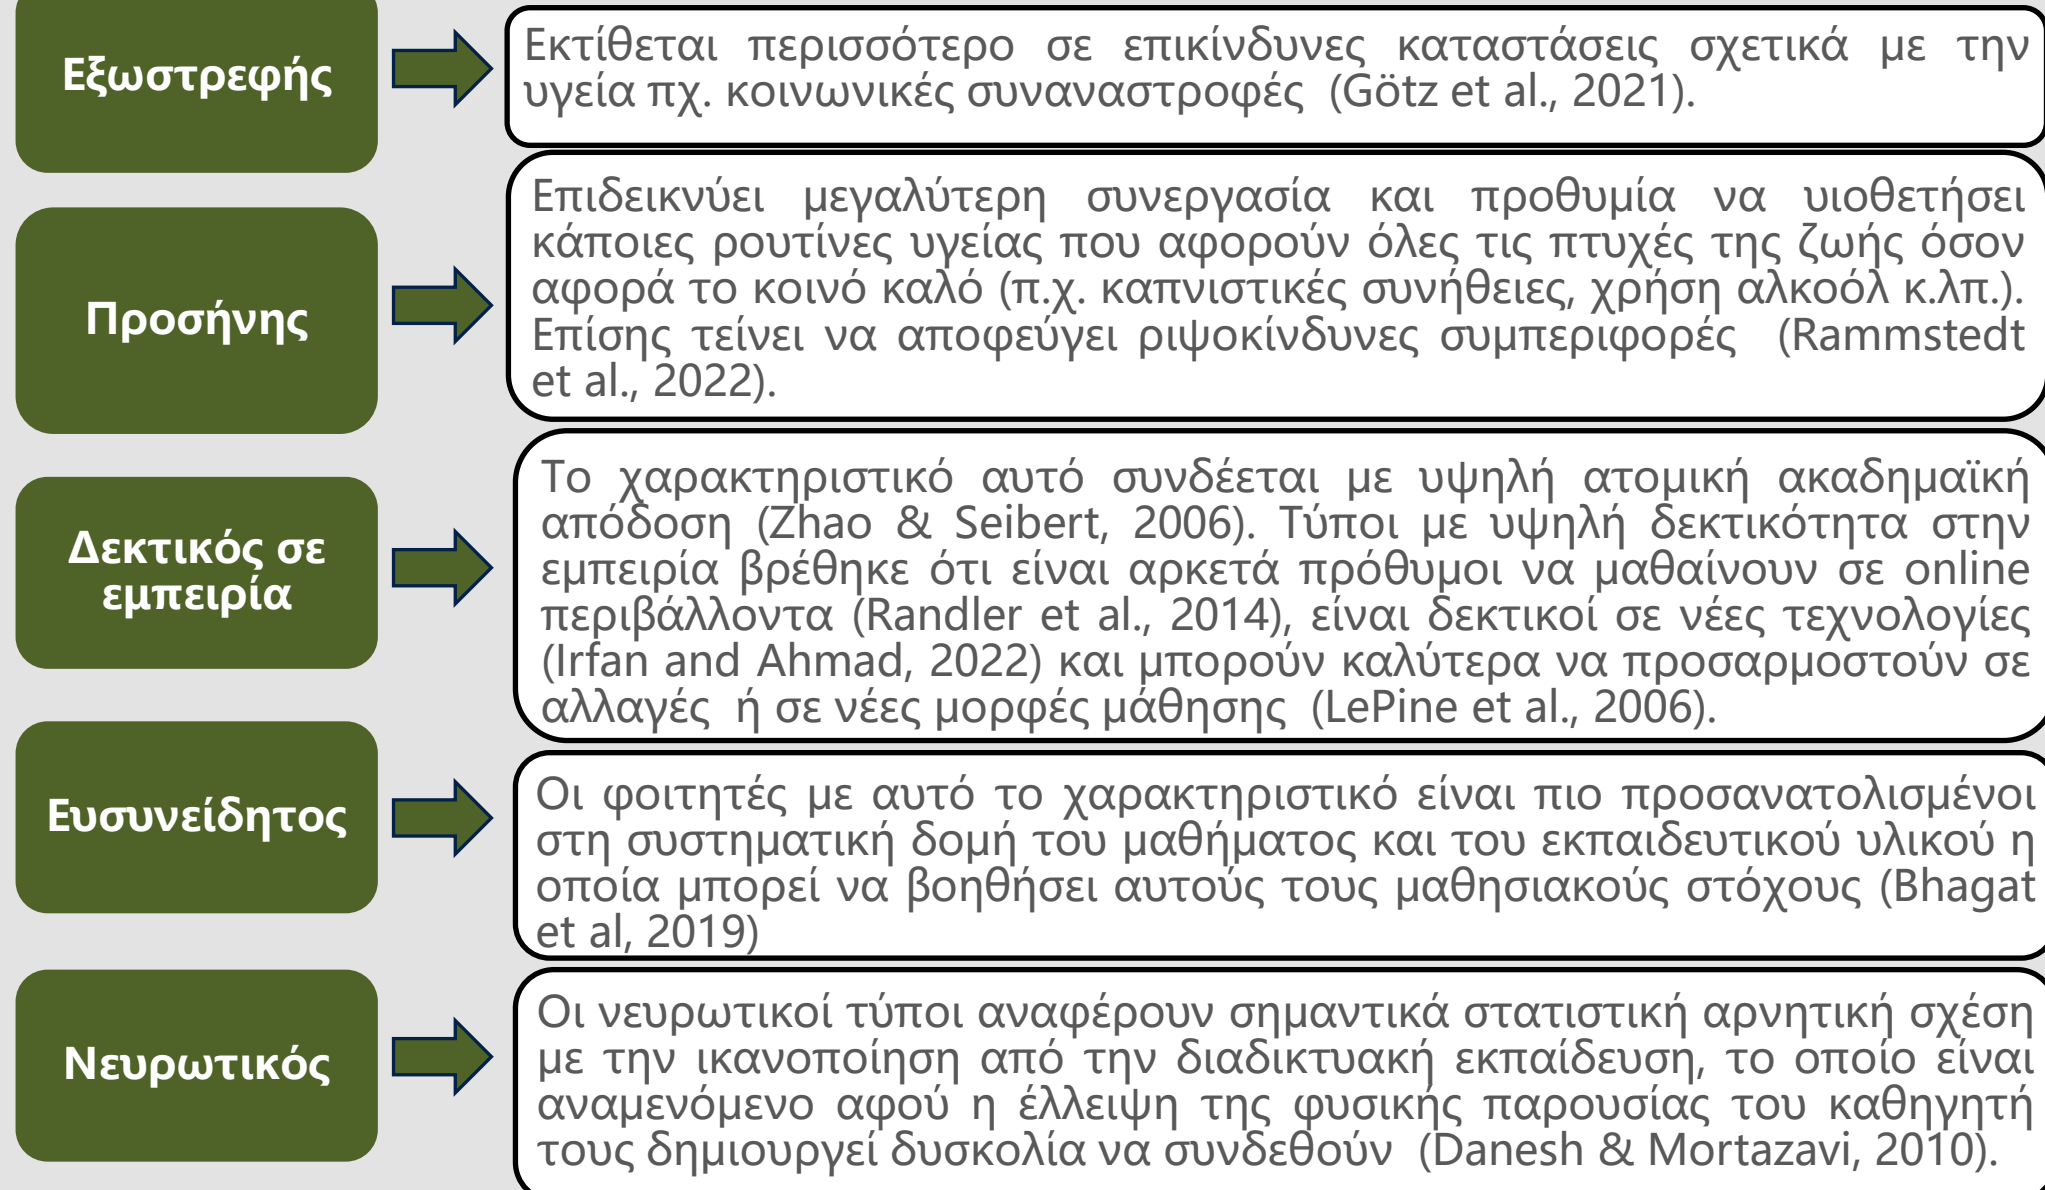 Εξωστρεφής
Εκτίθεται περισσότερο σε επικίνδυνες καταστάσεις σχετικά με την
υγεία πχ. κοινωνικές συναναστροφές (Götz et al., 2021).
Προσήνης
Επιδεικνύει μεγαλύτερη συνεργασία και προθυμία να υιοθετήσει
κάποιες ρουτίνες υγείας που αφορούν όλες τις πτυχές της ζωής όσον
αφορά το κοινό καλό (π.χ. καπνιστικές συνήθειες, χρήση αλκοόλ κ.λπ.).
Επίσης τείνει να αποφεύγει ριψοκίνδυνες συμπεριφορές (Rammstedt
et al., 2022).
Δεκτικός σε
εμπειρία
Το χαρακτηριστικό αυτό συνδέεται με υψηλή ατομική ακαδημαϊκή
απόδοση (Zhao & Seibert, 2006). Τύποι με υψηλή δεκτικότητα στην
εμπειρία βρέθηκε ότι είναι αρκετά πρόθυμοι να μαθαίνουν σε online
περιβάλλοντα (Randler et al., 2014), είναι δεκτικοί σε νέες τεχνολογίες
(Irfan and Ahmad, 2022) και μπορούν καλύτερα να προσαρμοστούν σε
αλλαγές ή σε νέες μορφές μάθησης (LePine et al., 2006).
Ευσυνείδητος
Οι φοιτητές με αυτό το χαρακτηριστικό είναι πιο προσανατολισμένοι
στη συστηματική δομή του μαθήματος και του εκπαιδευτικού υλικού η
οποία μπορεί να βοηθήσει αυτούς τους μαθησιακούς στόχους (Bhagat
et al, 2019)
Νευρωτικός
Οι νευρωτικοί τύποι αναφέρουν σημαντικά στατιστική αρνητική σχέση
με την ικανοποίηση από την διαδικτυακή εκπαίδευση, το οποίο είναι
αναμενόμενο αφού η έλλειψη της φυσικής παρουσίας του καθηγητή
τους δημιουργεί δυσκολία να συνδεθούν (Danesh & Mortazavi, 2010).